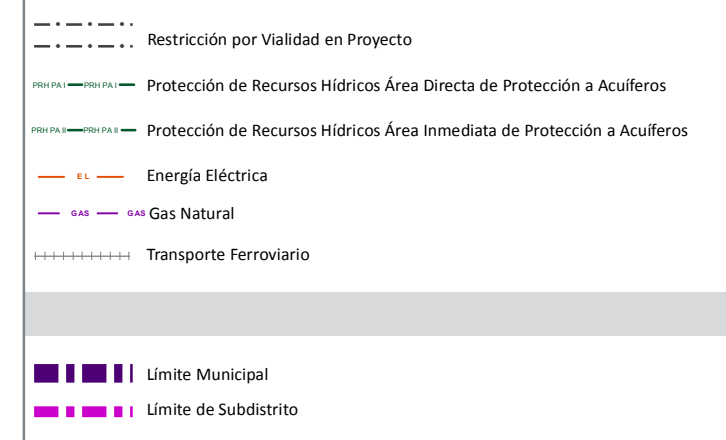 Restricción por Vialidad en Proyecto
PRH PA I PRH PA I Protección de Recursos Hídricos Área Directa de Protección a Acuíferos
PRH PA II PRH PA II Protección de Recursos Hídricos Área Inmediata de Protección a Acuíferos
E L Energía Eléctrica
GAS GAS Gas Natural
Transporte Ferroviario
Límite Municipal
Límite de Subdistrito